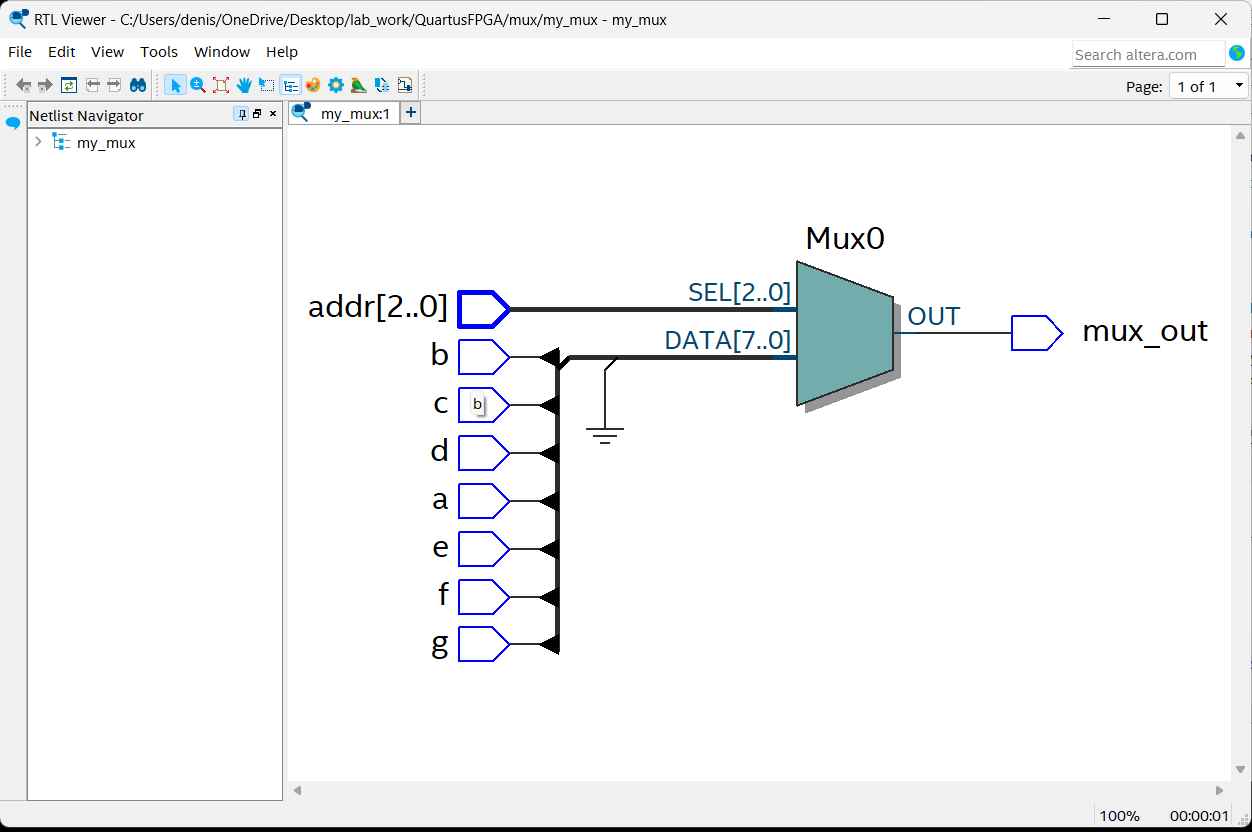 RTL Viewer - C:/Users/denis/OneDrive/Desktop/lab_work/QuartusFPGA/mux/my_mux - my_mux
File Edit View Tools Window Help
Search altera.com
Page: 1 of 1
Netlist Navigator
my_mux:1
my_mux
Mux0
addr[2..0]
SEL[2..0]
OUT
mux_out
DATA[7..0]
b
c
b
d
a
e
f
g
100% 00:00:01